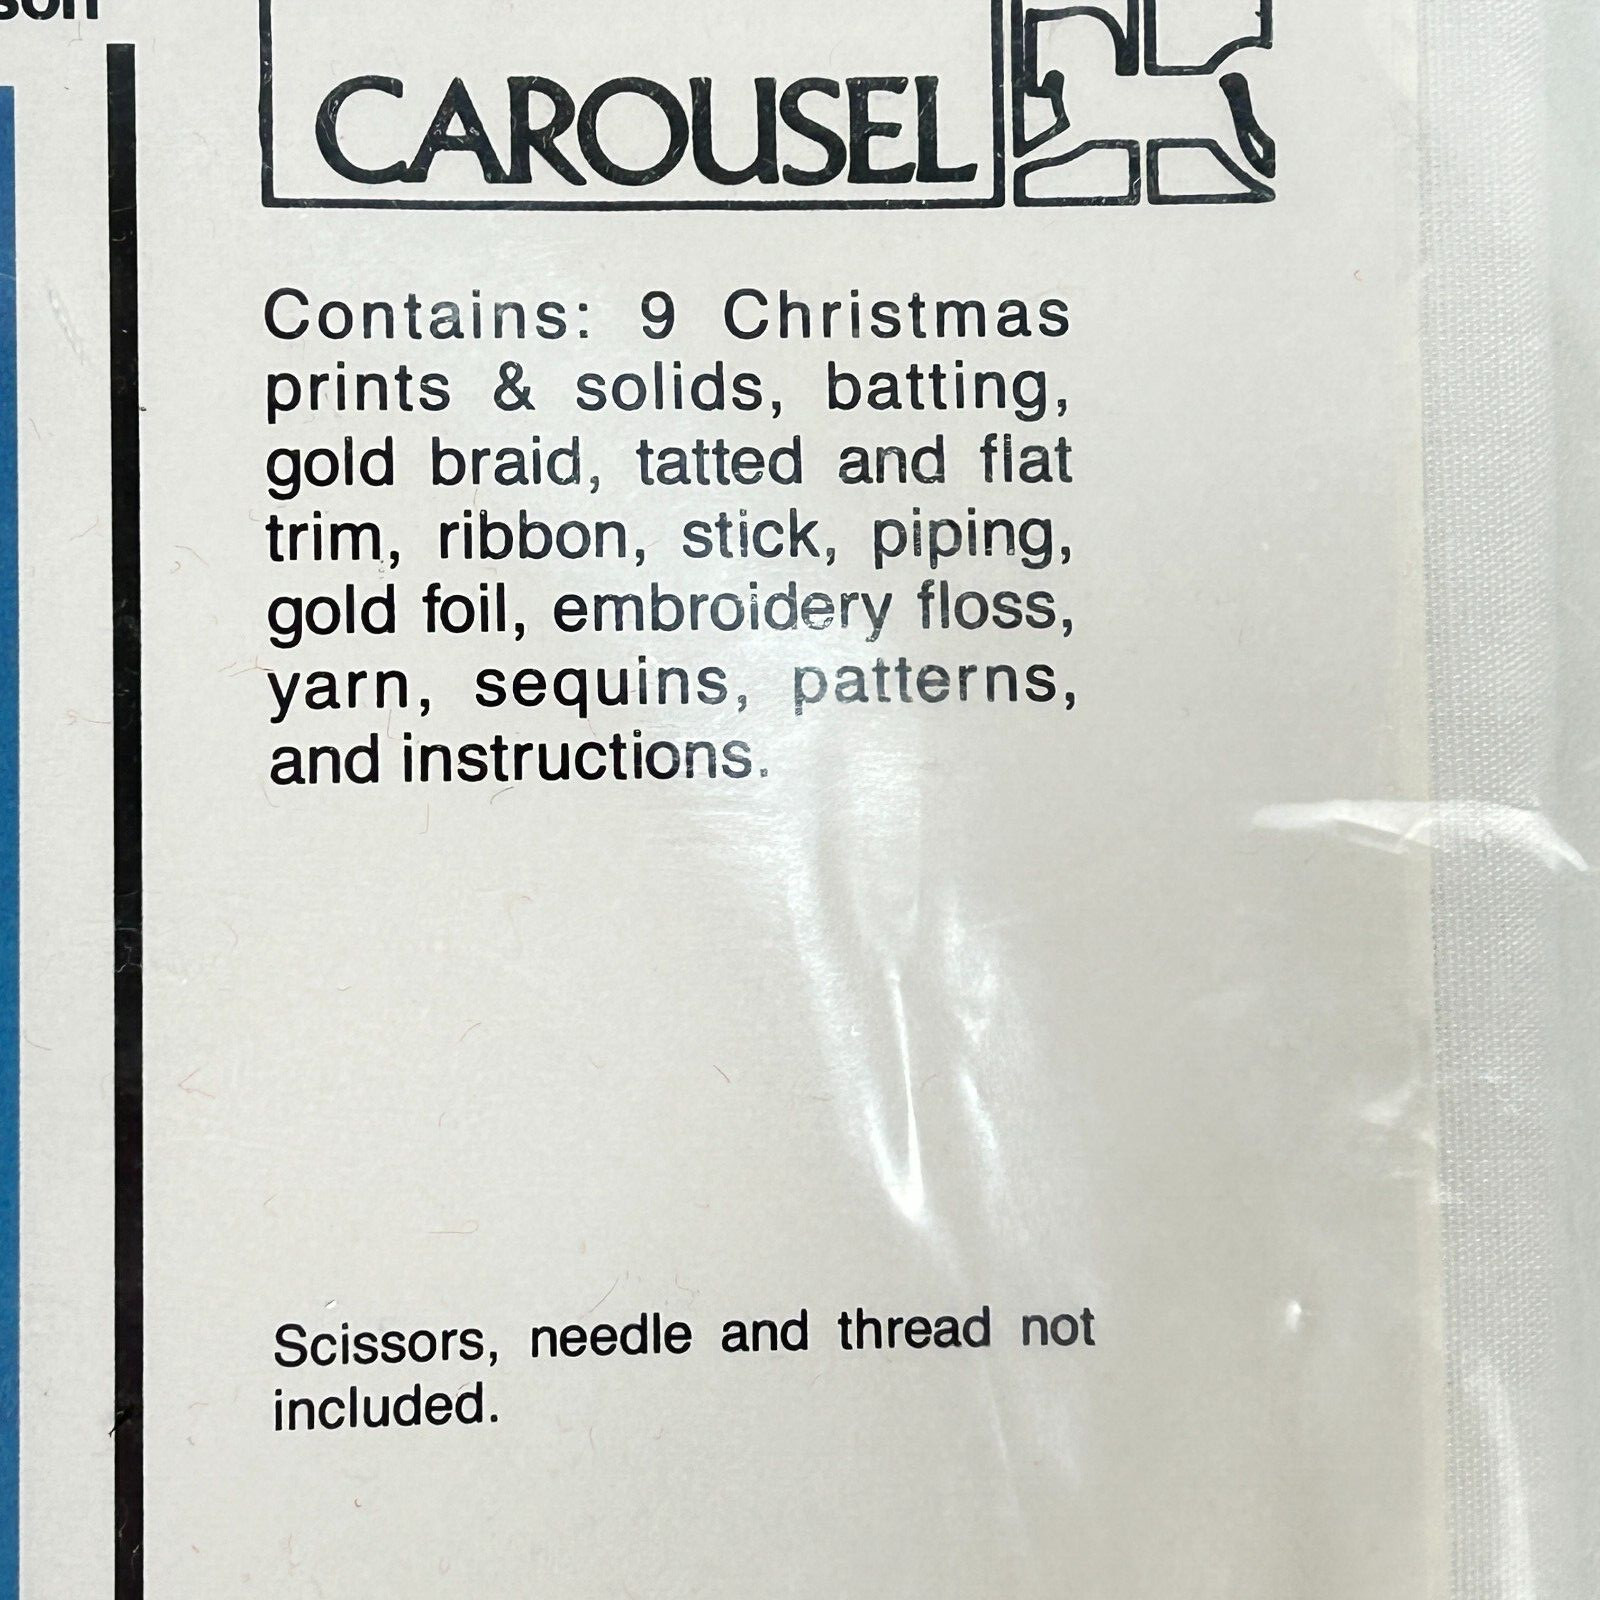 son
CAROUSEL
Contains: 9 Christmas
prints & solids, batting,
gold braid, tatted and flat
trim, ribbon, stick, piping,
gold foil, embroidery floss,
yarn, sequins, patterns,
and instructions.
Scissors, needle and thread not
included.